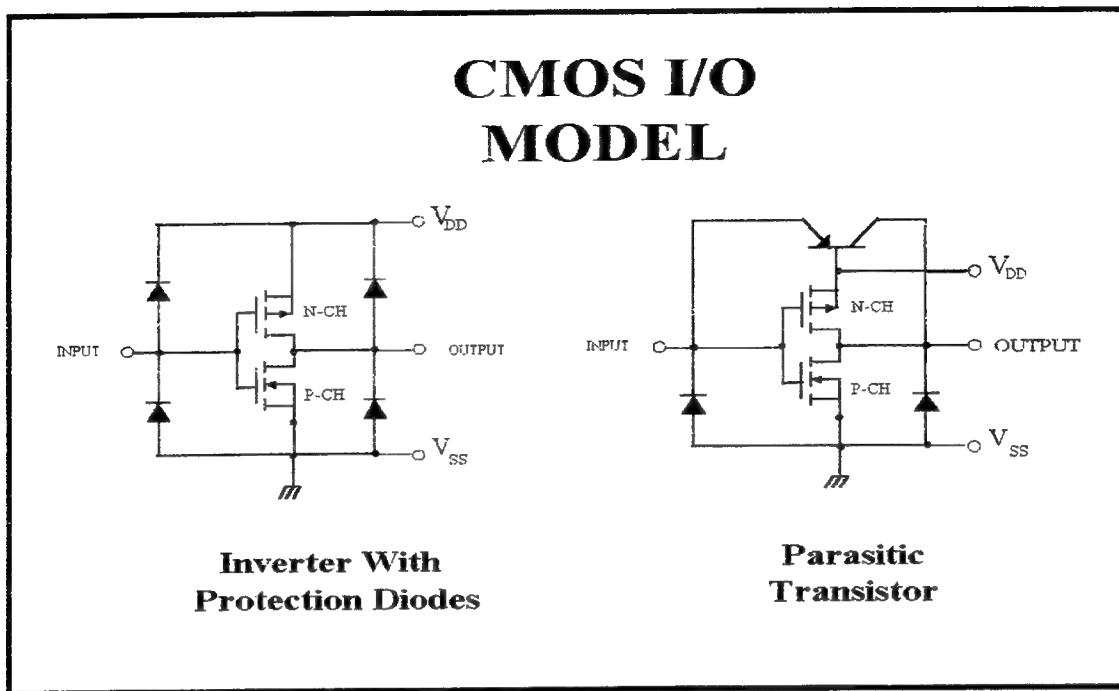 CMOS I/O
MODEL
VDD
N-CH
INPUT
OUTPUT
P-CH
VSS
Inverter With
Protection Diodes
VDD
N-CH
INPUT
OUTPUT
P-CH
VSS
Parasitic
Transistor